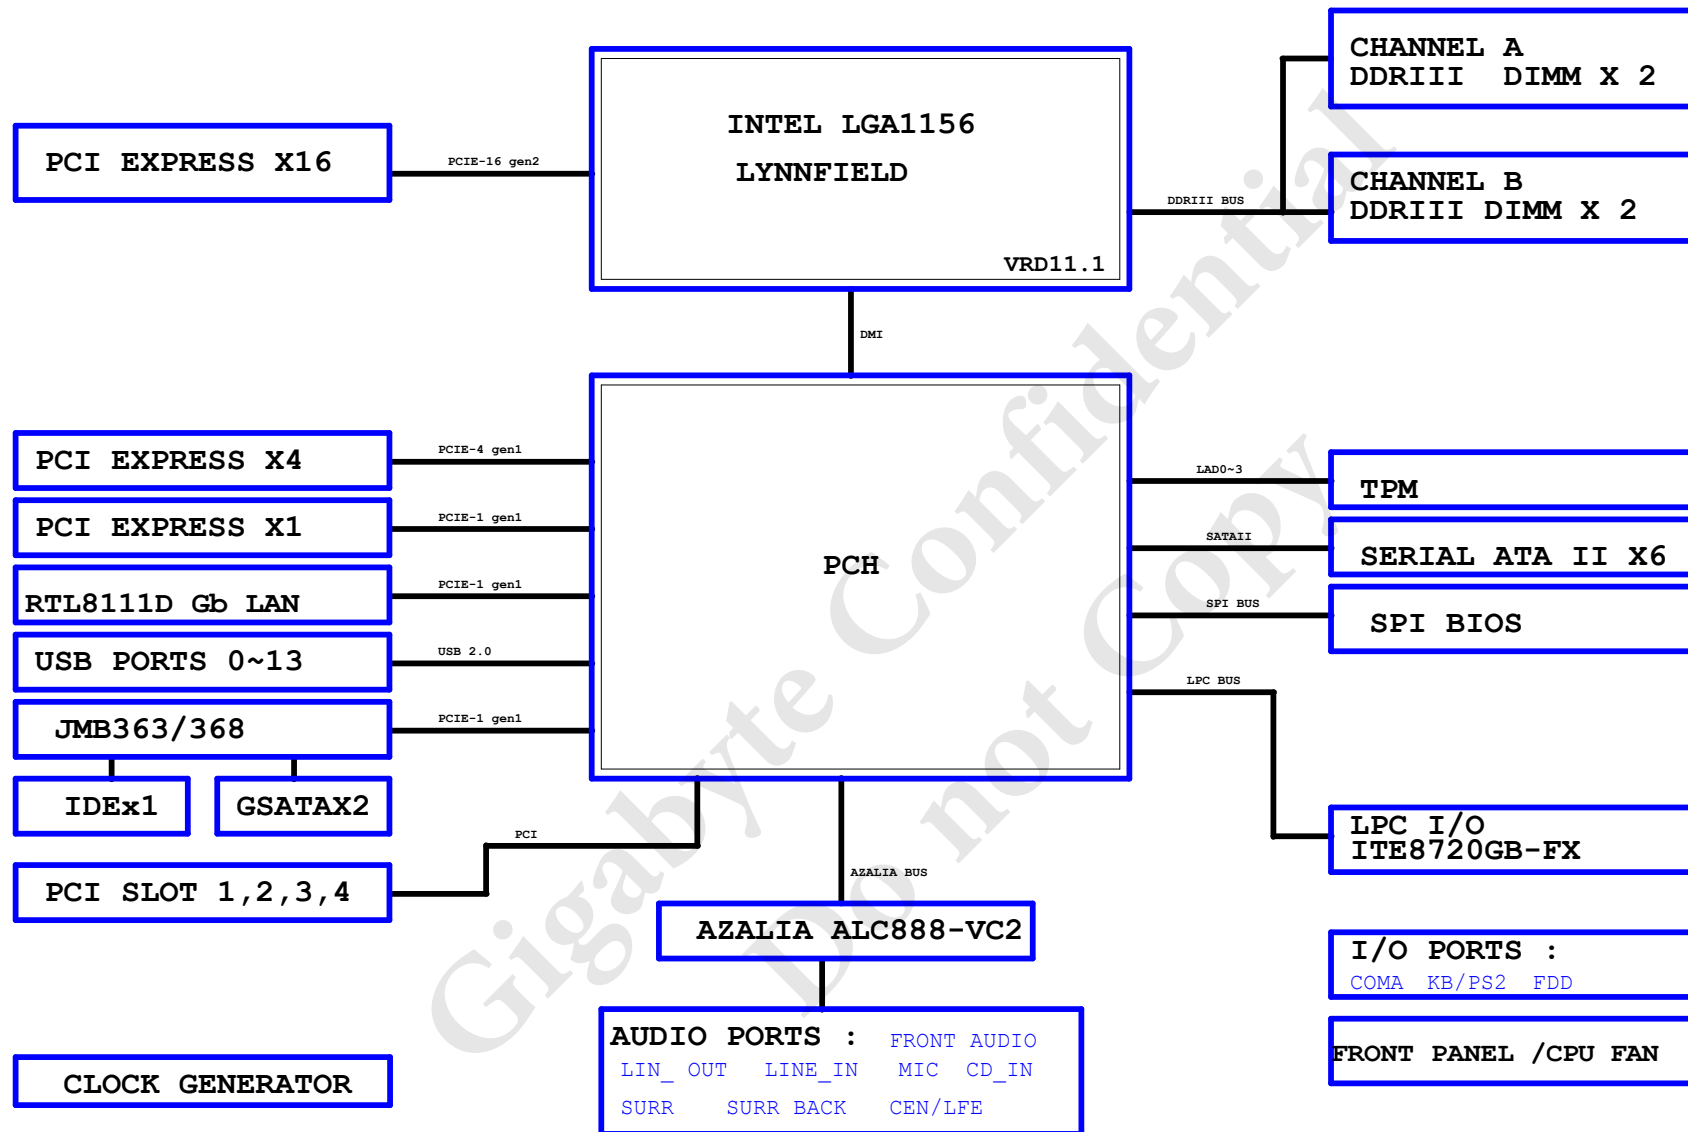 CHANNEL A
DDRIII DIMM X 2
INTEL LGA1156
LYNNFIELD
VRD11.1
PCI EXPRESS X16
PCIE-16 gen2
DDRIII BUS
CHANNEL B
DDRIII DIMM X 2
DMI
PCH
PCI EXPRESS X4
PCIE-4 gen1
PCI EXPRESS X1
PCIE-1 gen1
RTL8111D Gb LAN
PCIE-1 gen1
USB PORTS 0~13
USB 2.0
JMB363/368
PCIE-1 gen1
IDEx1
GSATAX2
PCI
PCI SLOT 1,2,3,4
LAD0~3
TPM
SATAII
SERIAL ATA II X6
SPI BUS
SPI BIOS
LPC BUS
LPC I/O
ITE8720GB-FX
AZALIA BUS
AZALIA ALC888-VC2
AUDIO PORTS : FRONT AUDIO
LIN_ OUT LINE_IN MIC CD_IN
SURR SURR BACK CEN/LFE
I/O PORTS :
COMA KB/PS2 FDD
FRONT PANEL /CPU FAN
CLOCK GENERATOR
Gigabyte Confidential
Do not Copy